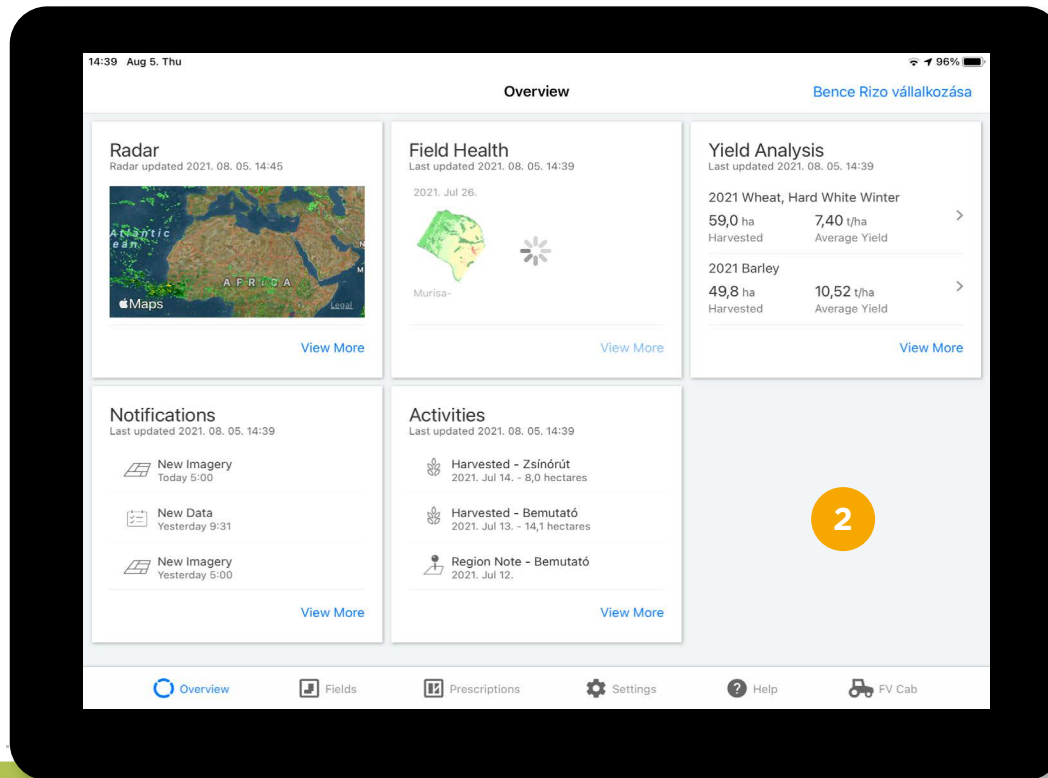 14:39 Aug 5. Thu
96%
Overview
Bence Rizo vállalkozása
Radar
Radar updated 2021. 08. 05. 14:45
Atlantic
ean
AFRICA
Maps
Legal
View More
Field Health
Last updated 2021. 08. 05. 14:39
2021. Jul 26.
Murisa-
View More
Yield Analysis
Last updated 2021. 08. 05. 14:39
2021 Wheat, Hard White Winter
59,0 ha 7,40 t/ha
Harvested Average Yield
2021 Barley
49,8 ha 10,52 t/ha
Harvested Average Yield
View More
Notifications
Last updated 2021. 08. 05. 14:39
New Imagery
Today 5:00
New Data
Yesterday 9:31
New Imagery
Yesterday 5:00
View More
Activities
Last updated 2021. 08. 05. 14:39
Harvested - Zsínórút
2021. Jul 14. - 8,0 hectares
Harvested - Bemutató
2021. Jul 13. - 14,1 hectares
Region Note - Bemutató
2021. Jul 12.
View More
2
Overview Fields Prescriptions Settings Help FV Cab